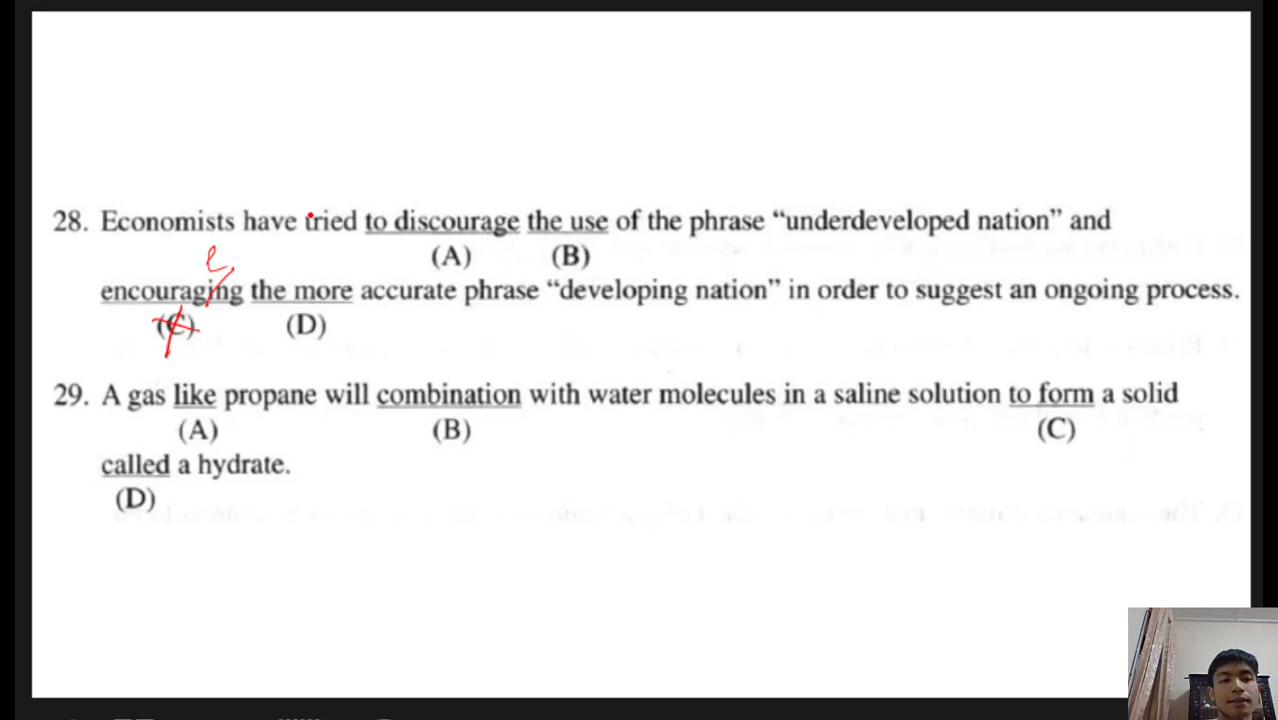 28. Economists have tried to discourage the use of the phrase “underdeveloped nation” and
(A) (B)
e
encouraging the more accurate phrase “developing nation” in order to suggest an ongoing process.
(C) (D)
29. A gas like propane will combination with water molecules in a saline solution to form a solid
(A) (B) (C)
called a hydrate.
(D)